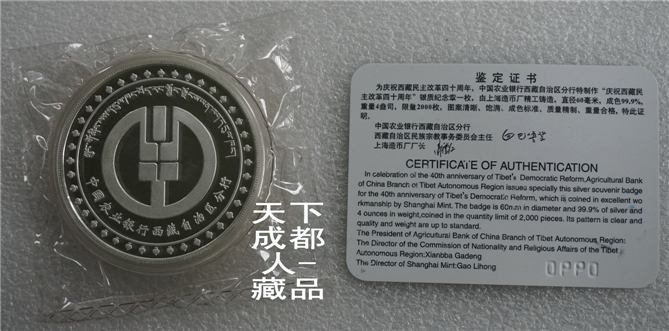 中国农业银行西藏自治区分行
天下
成都
人一
藏品
鉴定证书
为庆祝西藏民主改革四十周年，中国农业银行西藏自治区分行特制作“庆祝西藏民
主改革四十周年”银质纪念章一枚，由上海造币厂精工铸造，直径60毫米，成色99.9%，
重量4盎司，限量2000枚。图案清晰、饱满，成色标准，质量精制，重量合格，特此证
明。
中国农业银行西藏自治区分行
西藏自治区民族宗教事务委员会主任
上海造币厂厂长
CERTIFICATE OF AUTHENTICATION
In celebration of the 40th anniversary of Tibet's Democratic Reform,Agricultural Bank
of China Branch of Tibet Autonomous Region issues specially this silver souvenir badge
for the 40th anniversary of Tibet's Democratic Reform, which is coined in excellent wo
rkmanship by Shanghai Mint. The badge is 60mm in diameter and 99.9% of silver and
4 ounces in weight,coined in the quantity limit of 2,000 pieces. Its pattern is clear and
quality and weight are up to standard.
The President of Agricultural Bank of China Branch of Tibet Autonomous Region:
The Director of the Commission of Nationality and Religious Affairs of the Tibet
Autonomous Region:Xianbba Gadeng
The Director of Shanghai Mint:Gao Lihong